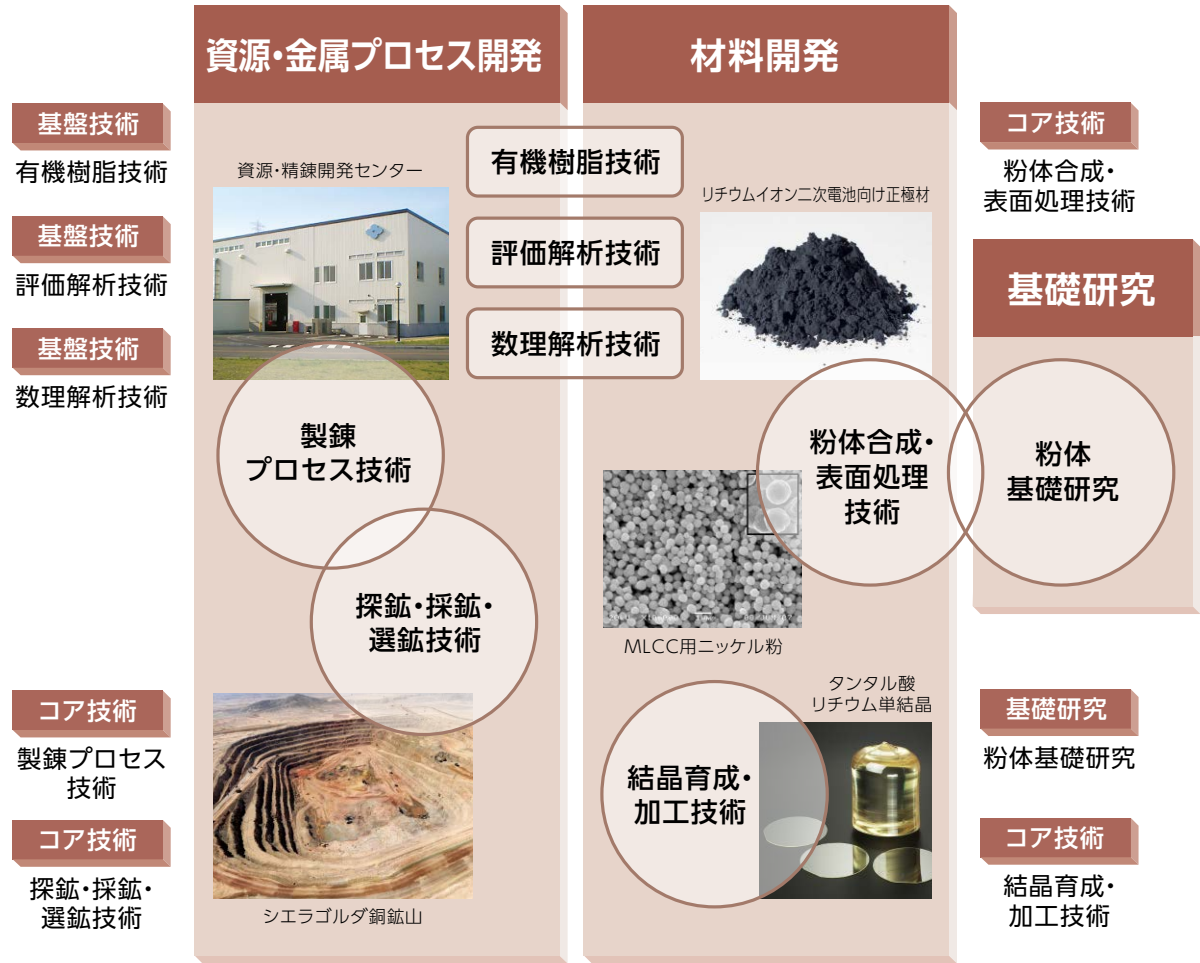 資源・金属プロセス開発
材料開発
基盤技術
有機樹脂技術
基盤技術
評価解析技術
基盤技術
数理解析技術
資源・精錬開発センター
有機樹脂技術
評価解析技術
数理解析技術
リチウムイオン二次電池向け正極材
コア技術
粉体合成・
表面処理技術
基礎研究
製錬
プロセス技術
探鉱・採鉱・
選鉱技術
粉体合成・
表面処理
技術
粉体
基礎研究
MLCC用ニッケル粉
タンタル酸
リチウム単結晶
結晶育成・
加工技術
コア技術
製錬プロセス
技術
コア技術
探鉱・採鉱・
選鉱技術
シエラゴルダ銅鉱山
基礎研究
粉体基礎研究
コア技術
結晶育成・
加工技術